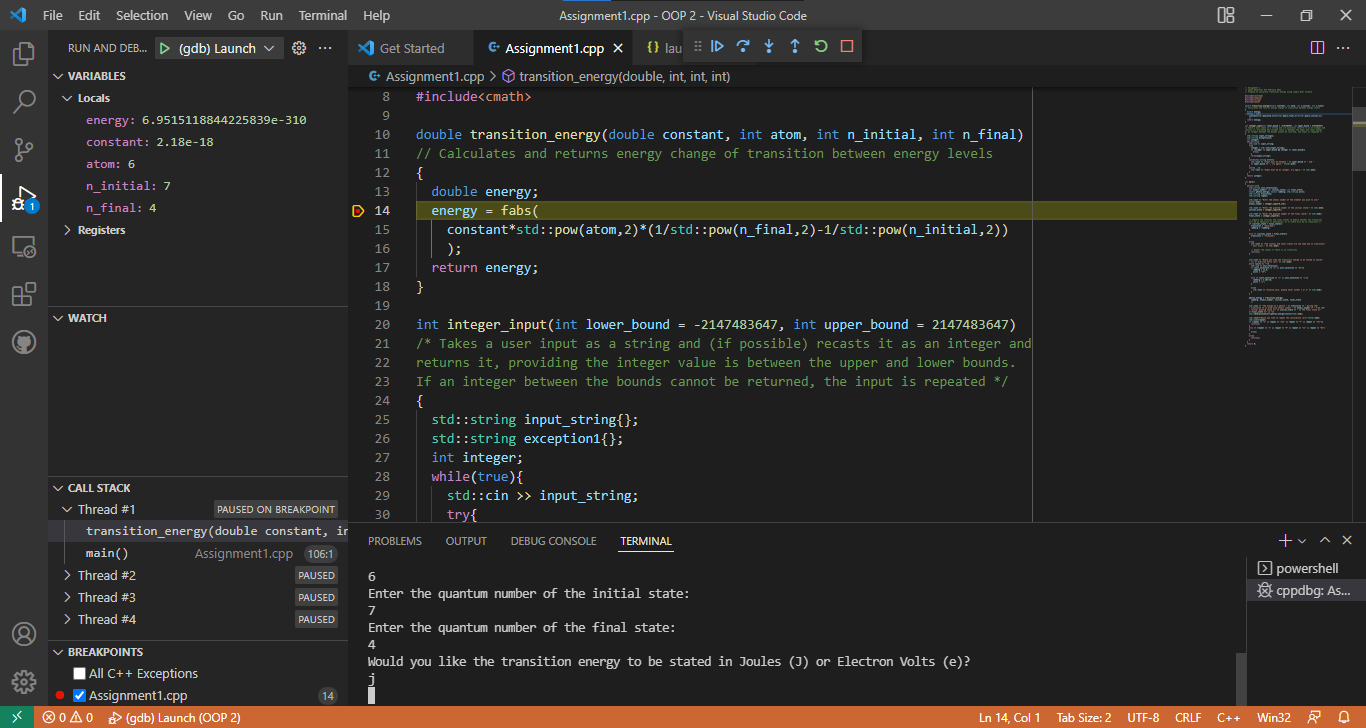 File Edit Selection View Go Run Terminal Help Assignment1.cpp - OOP 2 - Visual Studio Code
RUN AND DEB... (gdb) Launch
Get Started Assignment1.cpp lau
Assignment1.cpp > transition_energy(double, int, int, int)
VARIABLES
Locals
energy: 6.9515118844225839e-310
constant: 2.18e-18
atom: 6
n_initial: 7
n_final: 4
Registers
WATCH
CALL STACK
Thread #1 PAUSED ON BREAKPOINT
transition_energy(double constant, in
main() Assignment1.cpp 106:1
Thread #2 PAUSED
Thread #3 PAUSED
Thread #4 PAUSED
BREAKPOINTS
All C++ Exceptions
Assignment1.cpp 14
1
8 #include<cmath>
9
10 double transition_energy(double constant, int atom, int n_initial, int n_final)
11 // Calculates and returns energy change of transition between energy levels
12 {
13 double energy;
14 energy = fabs(
15 constant*std::pow(atom,2)*(1/std::pow(n_final,2)-1/std::pow(n_initial,2))
16 );
17 return energy;
18 }
19
20 int integer_input(int lower_bound = -2147483647, int upper_bound = 2147483647)
21 /* Takes a user input as a string and (if possible) recasts it as an integer and
22 returns it, providing the integer value is between the upper and lower bounds.
23 If an integer between the bounds cannot be returned, the input is repeated */
24 {
25 std::string input_string{};
26 std::string exception1{};
27 int integer;
28 while(true){
29 std::cin >> input_string;
30 try{
PROBLEMS OUTPUT DEBUG CONSOLE TERMINAL
6
Enter the quantum number of the initial state:
7
Enter the quantum number of the final state:
4
Would you like the transition energy to be stated in Joules (J) or Electron Volts (e)?
j
powershell
cppdbg: As...
0 0 (gdb) Launch (OOP 2) Ln 14, Col 1 Tab Size: 2 UTF-8 CRLF C++ Win32